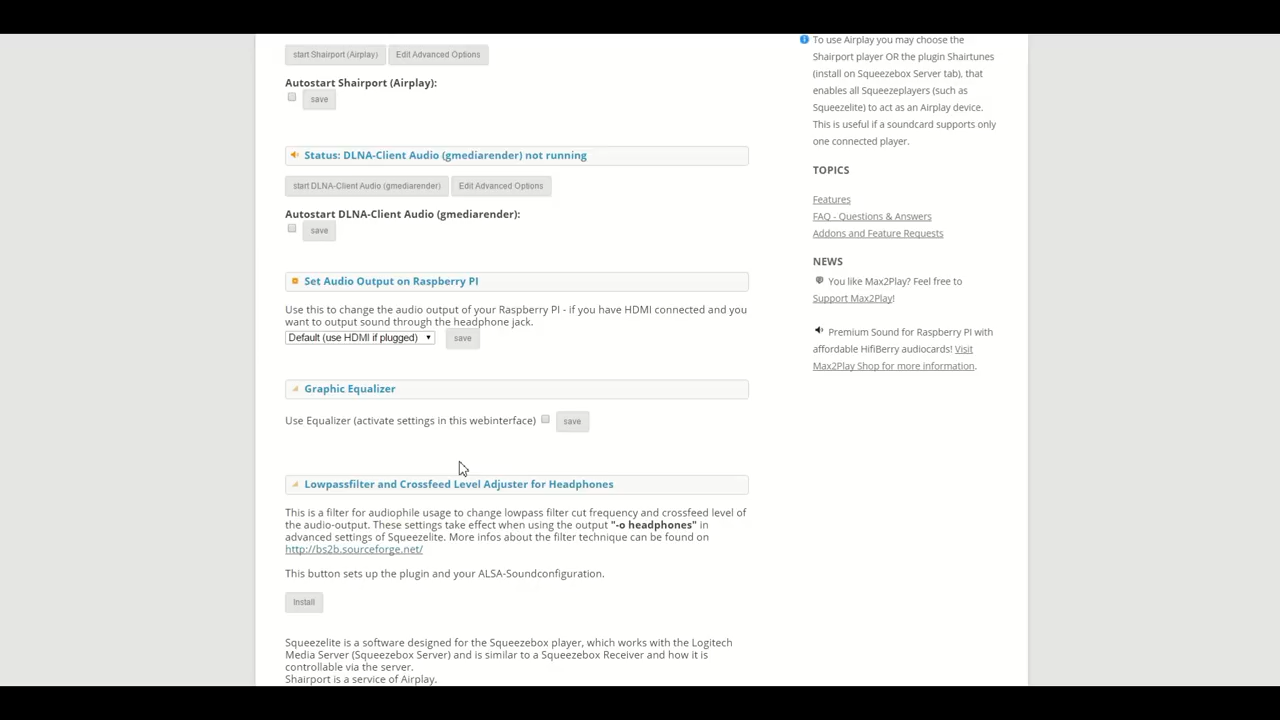 start Shairport (Airplay) Edit Advanced Options
Autostart Shairport (Airplay):
save
Status: DLNA-Client Audio (gmediarender) not running
start DLNA-Client Audio (gmediarender) Edit Advanced Options
Autostart DLNA-Client Audio (gmediarender):
save
Set Audio Output on Raspberry PI
Use this to change the audio output of your Raspberry PI - if you have HDMI connected and you
want to output sound through the headphone jack.
Default (use HDMI if plugged) save
Graphic Equalizer
Use Equalizer (activate settings in this webinterface) save
Lowpassfilter and Crossfeed Level Adjuster for Headphones
This is a filter for audiophile usage to change lowpass filter cut frequency and crossfeed level of
the audio-output. These settings take effect when using the output "-o headphones" in
advanced settings of Squeezelite. More infos about the filter technique can be found on
http://bs2b.sourceforge.net/
This button sets up the plugin and your ALSA-Soundconfiguration.
Install
Squeezelite is a software designed for the Squeezebox player, which works with the Logitech
Media Server (Squeezebox Server) and is similar to a Squeezebox Receiver and how it is
controllable via the server.
Shairport is a service of Airplay.
To use Airplay you may choose the
Shairport player OR the plugin Shairtunes
(install on Squeezebox Server tab), that
enables all Squeezeplayers (such as
Squeezelite) to act as an Airplay device.
This is useful if a soundcard supports only
one connected player.
TOPICS
Features
FAQ - Questions & Answers
Addons and Feature Requests
NEWS
You like Max2Play? Feel free to
Support Max2Play!
Premium Sound for Raspberry PI with
affordable HifiBerry audiocards! Visit
Max2Play Shop for more information.